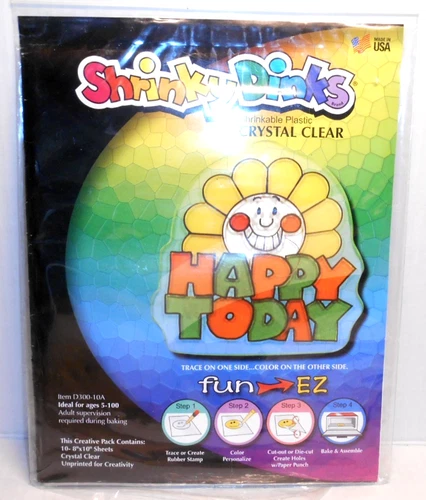 MADE IN
USA
Shrinky Dinks
Shrinkable Plastic
CRYSTAL CLEAR
HAPPY
TODAY
TRACE ON ONE SIDE...COLOR ON THE OTHER SIDE.
fun EZ
Item D300-10A
Ideal for ages 5-100
Adult supervision
required during baking
This Creative Pack Contains:
10- 8"x10" Sheets
Crystal Clear
Unprinted for Creativity
Step 1
Trace or Create
Rubber Stamp
Step 2
Color
Personalize
Step 3
Cut-out or Die-cut
Create Holes
w/Paper Punch
Step 4
Bake & Assemble